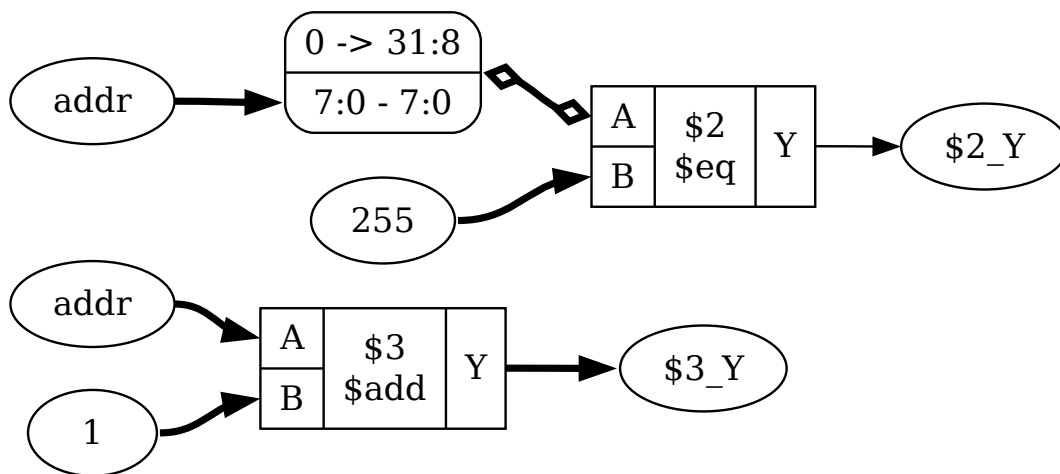 addr
0 -> 31:8
7:0 - 7:0
255
A
B
$2
$eq
Y
$2_Y
addr
1
A
B
$3
$add
Y
$3_Y